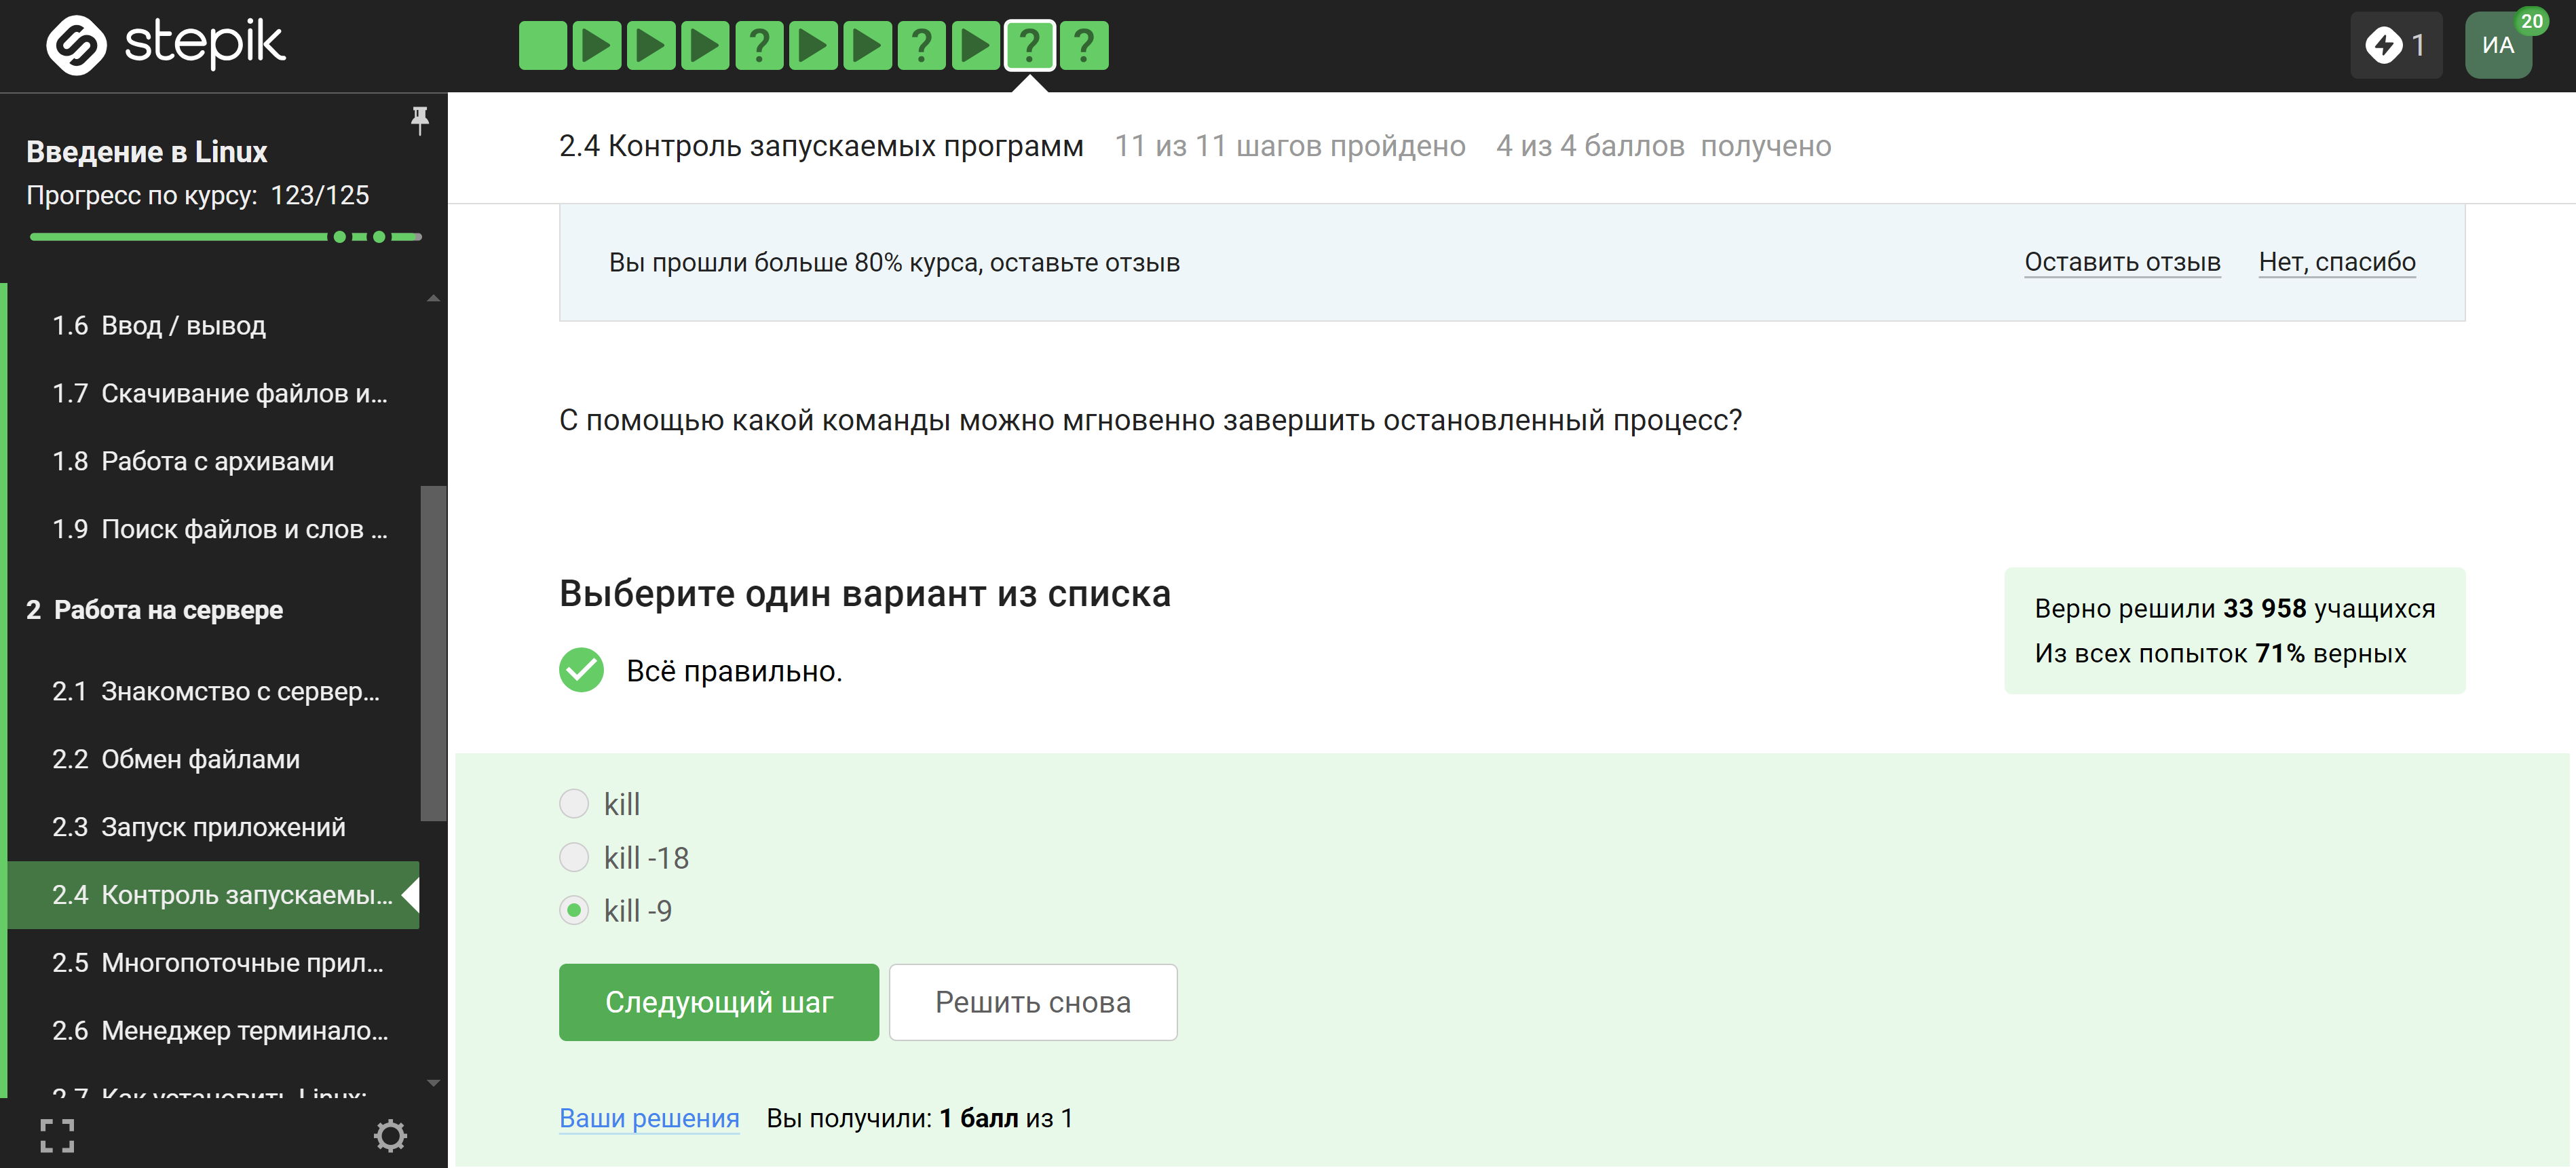 stepik
? ? ? ?
1
ИА
20
Введение в Linux
Прогресс по курсу: 123/125
1.6 Ввод / вывод
1.7 Скачивание файлов и...
1.8 Работа с архивами
1.9 Поиск файлов и слов ...
2 Работа на сервере
2.1 Знакомство с сервер...
2.2 Обмен файлами
2.3 Запуск приложений
2.4 Контроль запускаемы...
2.5 Многопоточные прил...
2.6 Менеджер терминало...
2.7 Как установить Linux:
2.4 Контроль запускаемых программ 11 из 11 шагов пройдено 4 из 4 баллов получено
Вы прошли больше 80% курса, оставьте отзыв
Оставить отзыв Нет, спасибо
С помощью какой команды можно мгновенно завершить остановленный процесс?
Выберите один вариант из списка
Всё правильно.
Верно решили 33 958 учащихся
Из всех попыток 71% верных
kill
kill -18
kill -9
Следующий шаг Решить снова
Ваши решения Вы получили: 1 балл из 1